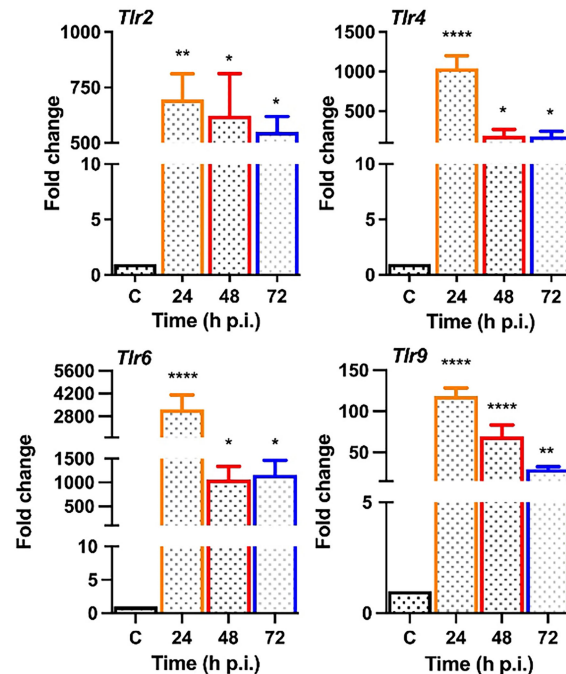 Tlr2
Fold change
1000
750
500
10
5
0
** * *
C 24 48 72
Time (h p.i.)
Tlr4
Fold change
1500
1000
500
10
5
0
**** * *
C 24 48 72
Time (h p.i.)
Tlr6
Fold change
5600
4200
2800
1500
1000
500
10
5
0
**** * *
C 24 48 72
Time (h p.i.)
Tlr9
Fold change
150
100
50
5
0
**** **** **
C 24 48 72
Time (h p.i.)